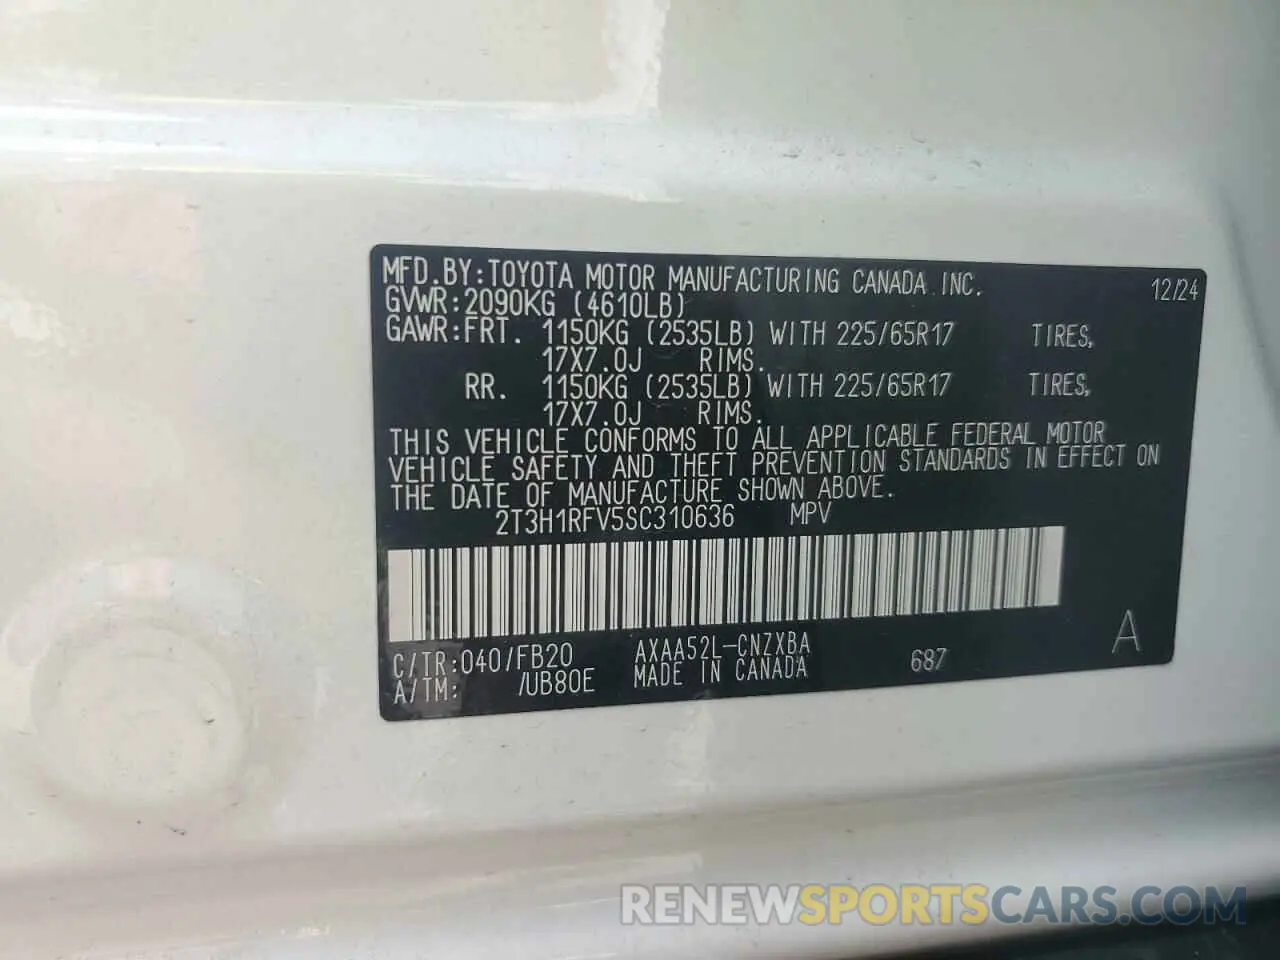 MFD.BY:TOYOTA MOTOR MANUFACTURING CANADA INC. 12/24
GVWR:2090KG (4610LB)
GAWR:FRT. 1150KG (2535LB) WITH 225/65R17 TIRES,
17X7.0J RIMS.
RR. 1150KG (2535LB) WITH 225/65R17 TIRES,
17X7.0J RIMS.
THIS VEHICLE CONFORMS TO ALL APPLICABLE FEDERAL MOTOR
VEHICLE SAFETY AND THEFT PREVENTION STANDARDS IN EFFECT ON
THE DATE OF MANUFACTURE SHOWN ABOVE.
2T3H1RFV5SC310636 MPV
C/TR:040/FB20 AXAA52L-CNZXBA 687 A
A/TM: /UB80E MADE IN CANADA
RENEWSPORTSCARS.COM